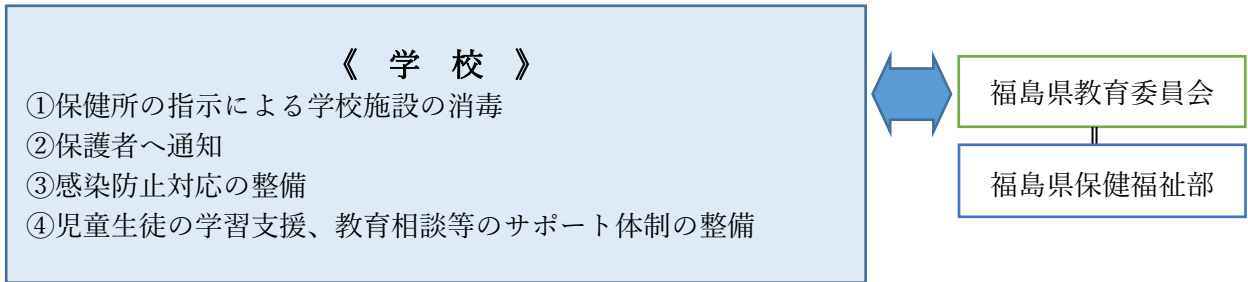 《 学 校 》
①保健所の指示による学校施設の消毒
②保護者へ通知
③感染防止対応の整備
④児童生徒の学習支援、教育相談等のサポート体制の整備
福島県教育委員会
福島県保健福祉部